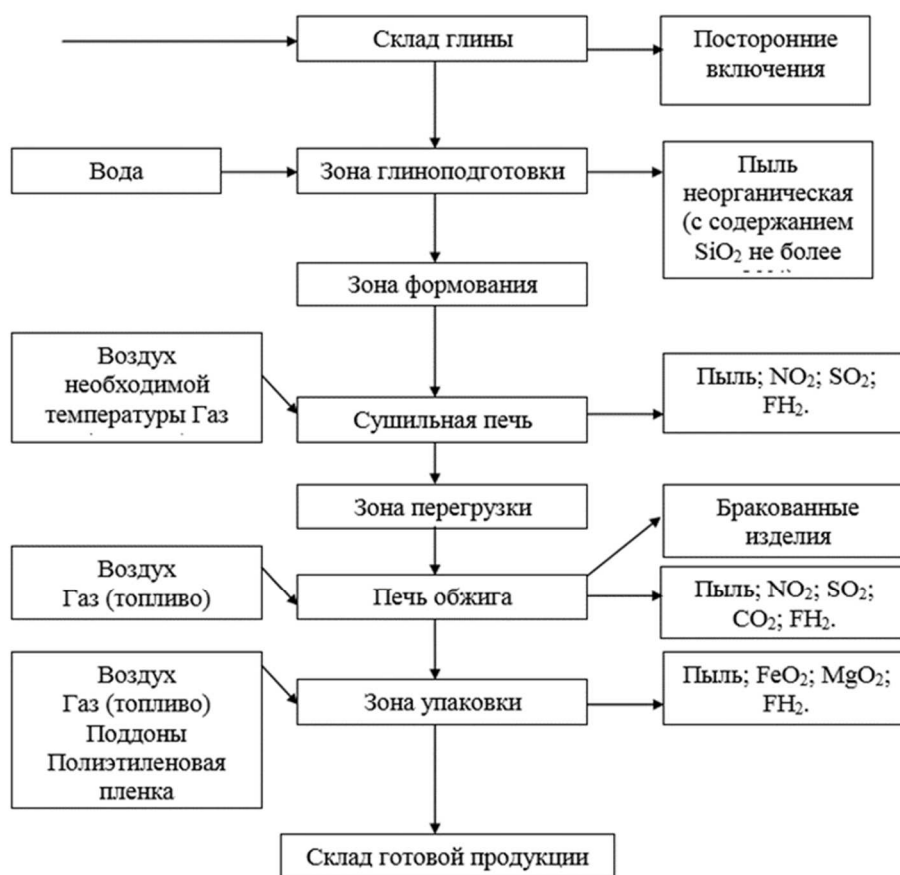 Склад глины
Посторонние
включения
Вода
Зона глиноподготовки
Пыль
неорганическая
(с содержанием
SiO₂ не более
Зона формования
Воздух
необходимой
температуры Газ
Сушильная печь
Пыль; NO₂; SO₂;
FH₂.
Зона перегрузки
Бракованные
изделия
Воздух
Газ (топливо)
Печь обжига
Пыль; NO₂; SO₂;
CO₂; FH₂.
Воздух
Газ (топливо)
Поддоны
Полиэтиленовая
пленка
Зона упаковки
Пыль; FeO₂; MgO₂;
FH₂.
Склад готовой продукции